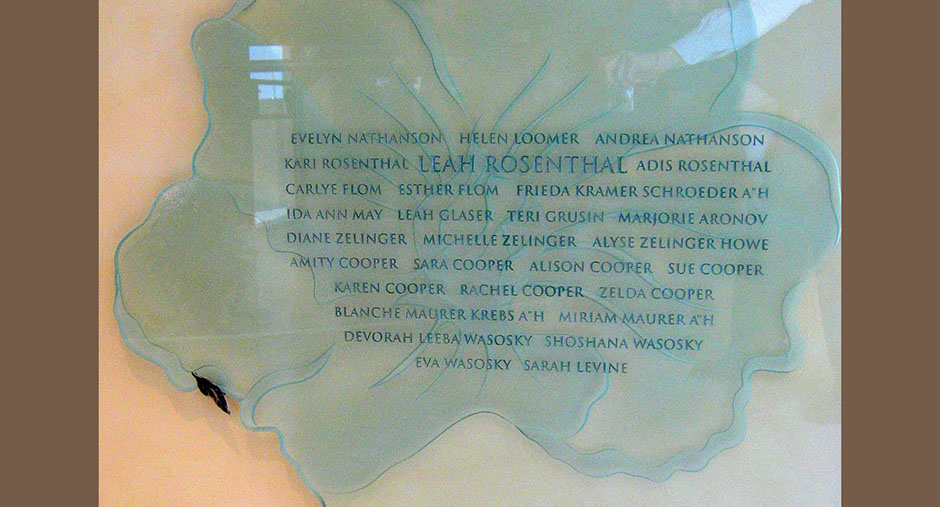 EVELYN NATHANSON HELEN LOOMER ANDREA NATHANSON
KARI ROSENTHAL LEAH ROSENTHAL ADIS ROSENTHAL
CARLYE FLOM ESTHER FLOM FRIEDA KRAMER SCHROEDER A"H
IDA ANN MAY LEAH GLASER TERI GRUSIN MARJORIE ARONOV
DIANE ZELINGER MICHELLE ZELINGER ALYSE ZELINGER HOWE
AMITY COOPER SARA COOPER ALISON COOPER SUE COOPER
KAREN COOPER RACHEL COOPER ZELDA COOPER
BLANCHE MAURER KREBS A"H MIRIAM MAURER A"H
DEVORAH LEEBA WASOSKY SHOSHANA WASOSKY
EVA WASOSKY SARAH LEVINE